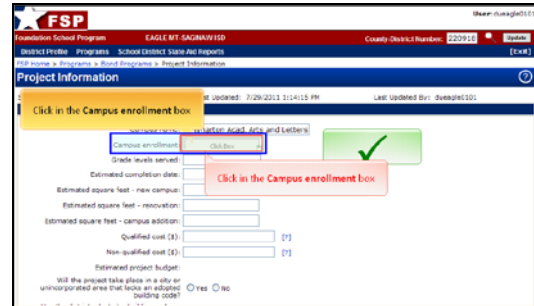 User: dueagle0101
FSP
Foundation School Program EAGLE MT-SAGINAW ISD County-District Number: 220918 Update
District Profile Programs School District State Aid Reports [Exit]
FSP Home > Programs > Bond Programs > Project Information
Project Information
Last Updated: 7/29/2011 1:14:15 PM Last Updated By: dueagle0101
Click in the Campus enrollment box
Wharton Acad. Arts and Letters
Campus enrollment: Click Box
Grade levels served:
Click in the Campus enrollment box
Estimated completion date:
Estimated square feet - new campus:
Estimated square feet - renovation:
Estimated square feet - campus addition:
Qualified cost ($): [?]
Non-qualified cost ($): [?]
Estimated project budget:
Will the project take place in a city or
unincorporated area that lacks an adopted Yes No
building code?